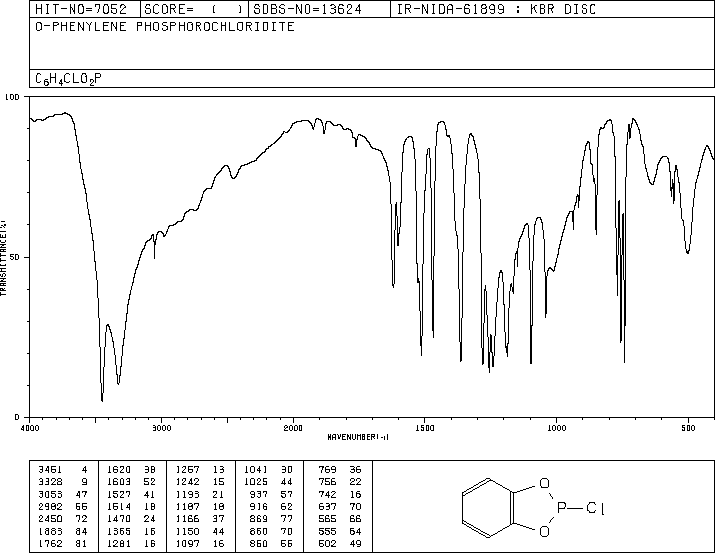 HIT-NO=7052 SCORE= ( ) SDBS-NO=13624 IR-NIDA-61899 : KBR DISC
O-PHENYLENE PHOSPHOROCHLORIDITE
C6H4CLO2P
100
50
0
TRANSMITTANCE(%)
4000 3000 2000 1500 1000 500
WAVENUMBER(-1)
3461 4 1620 38 1257 13 1041 30 769 36
3328 9 1603 52 1242 15 1025 44 756 22
3053 47 1527 41 1193 21 937 57 742 16
2982 55 1514 18 1187 18 916 62 637 70
2450 72 1470 24 1166 37 869 77 565 66
1883 84 1365 16 1150 44 860 70 555 64
1762 81 1281 16 1097 16 850 55 502 49
O
P Cl
O